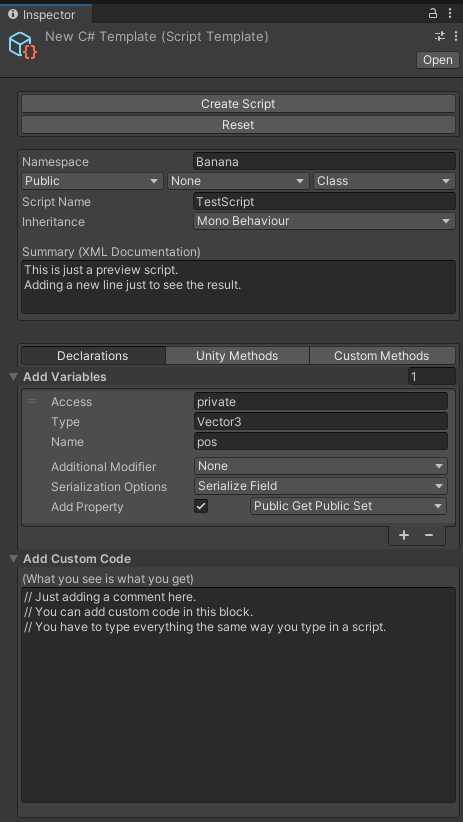 Inspector
New C# Template (Script Template)
Open
Create Script
Reset
Namespace Banana
Public None Class
Script Name TestScript
Inheritance Mono Behaviour
Summary (XML Documentation)
This is just a preview script.
Adding a new line just to see the result.
Declarations Unity Methods Custom Methods
Add Variables 1
Access private
Type Vector3
Name pos
Additional Modifier None
Serialization Options Serialize Field
Add Property Public Get Public Set
+ −
Add Custom Code
(What you see is what you get)
// Just adding a comment here.
// You can add custom code in this block.
// You have to type everything the same way you type in a script.